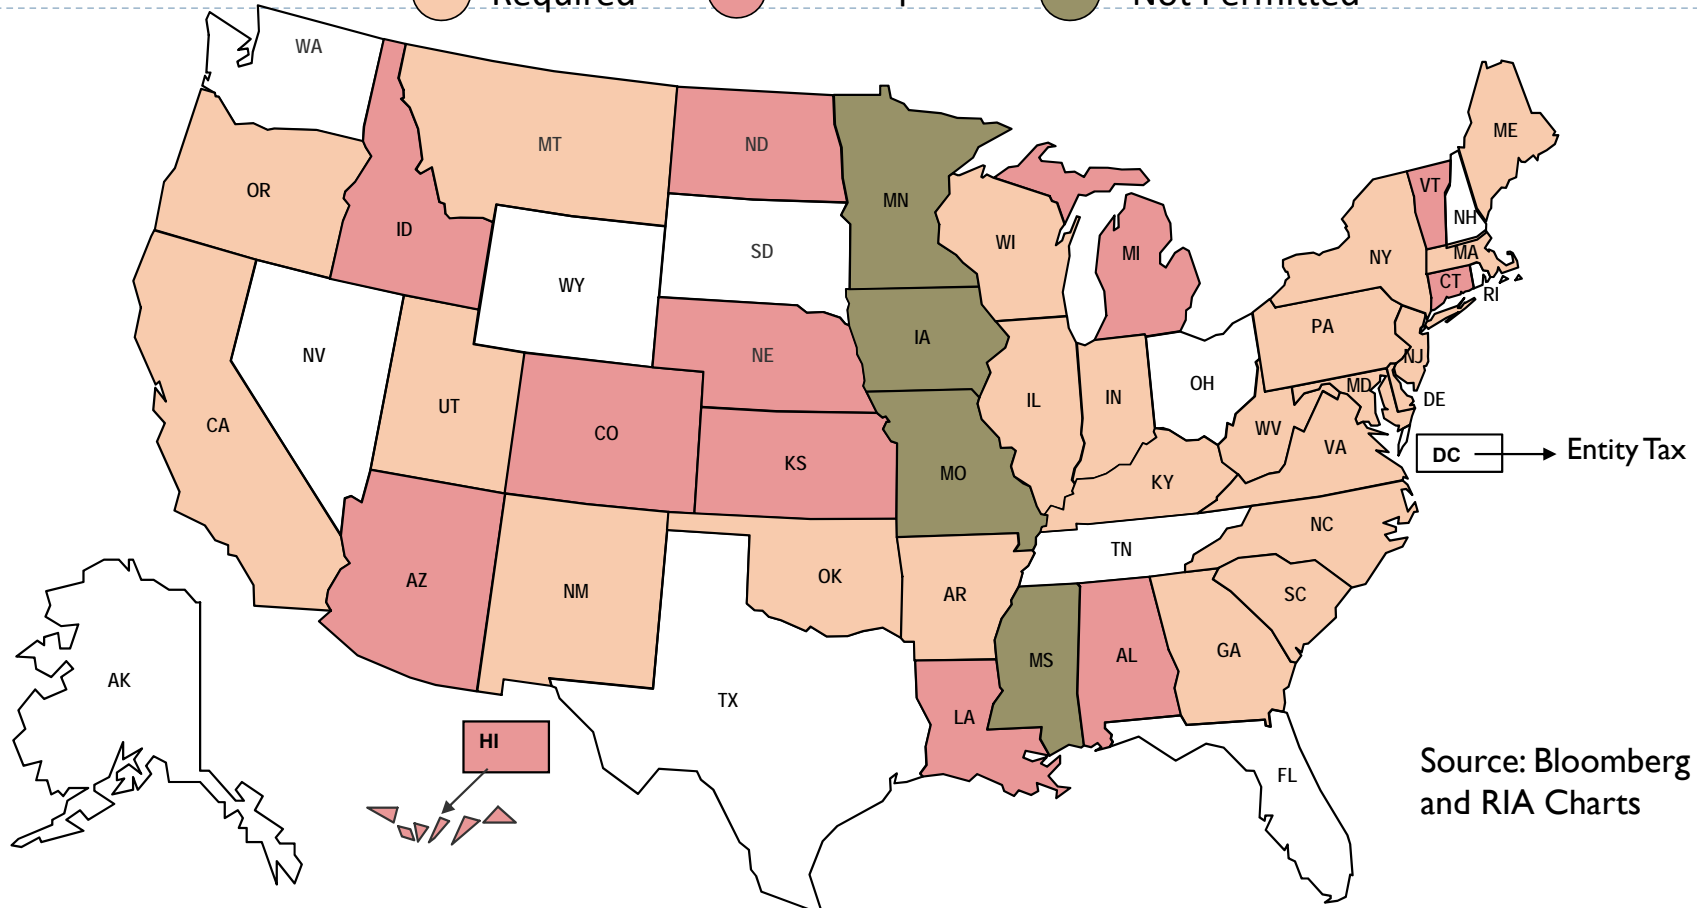 Required
Not Permitted
WA
MT
ND
MN
ME
OR
ID
SD
WI
MI
VT
NH
NY
MA
CT
RI
WY
NV
UT
CO
NE
IA
IL
IN
OH
PA
NJ
MD
DE
CA
KS
MO
KY
WV
VA
DC
Entity Tax
AZ
NM
OK
AR
TN
NC
SC
MS
AL
GA
AK
HI
TX
LA
FL
Source: Bloomberg
and RIA Charts